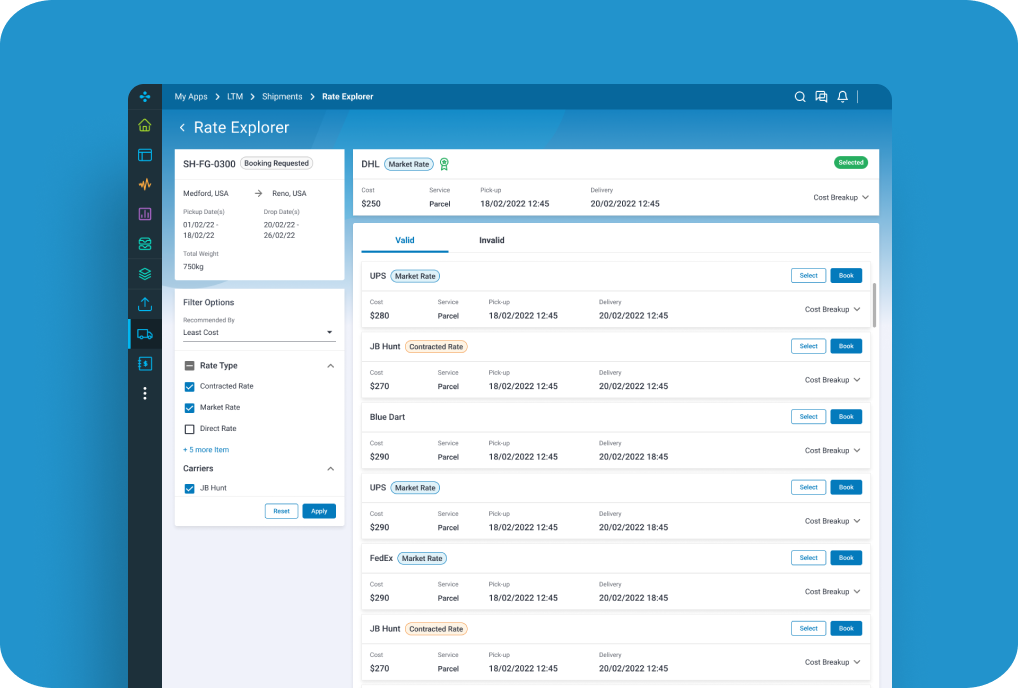 My Apps > LTM > Shipments > Rate Explorer
< Rate Explorer
SH-FG-0300 Booking Requested
Medford, USA → Reno, USA
Pickup Date(s) Drop Date(s)
01/02/22 - 20/02/22 -
18/02/22 26/02/22
Total Weight
750kg
Filter Options
Recommended By
Least Cost
Rate Type
Contracted Rate
Market Rate
Direct Rate
+ 5 more Item
Carriers
JB Hunt
Reset Apply
DHL Market Rate Selected
Cost Service Pick-up Delivery
$250 Parcel 18/02/2022 12:45 20/02/2022 12:45 Cost Breakup
Valid Invalid
UPS Market Rate Select Book
Cost Service Pick-up Delivery
$280 Parcel 18/02/2022 12:45 20/02/2022 12:45 Cost Breakup
JB Hunt Contracted Rate Select Book
Cost Service Pick-up Delivery
$270 Parcel 18/02/2022 12:45 20/02/2022 12:45 Cost Breakup
Blue Dart Select Book
Cost Service Pick-up Delivery
$290 Parcel 18/02/2022 12:45 20/02/2022 18:45 Cost Breakup
UPS Market Rate Select Book
Cost Service Pick-up Delivery
$290 Parcel 18/02/2022 12:45 20/02/2022 18:45 Cost Breakup
FedEx Market Rate Select Book
Cost Service Pick-up Delivery
$290 Parcel 18/02/2022 12:45 20/02/2022 18:45 Cost Breakup
JB Hunt Contracted Rate Select Book
Cost Service Pick-up Delivery
$270 Parcel 18/02/2022 12:45 20/02/2022 12:45 Cost Breakup